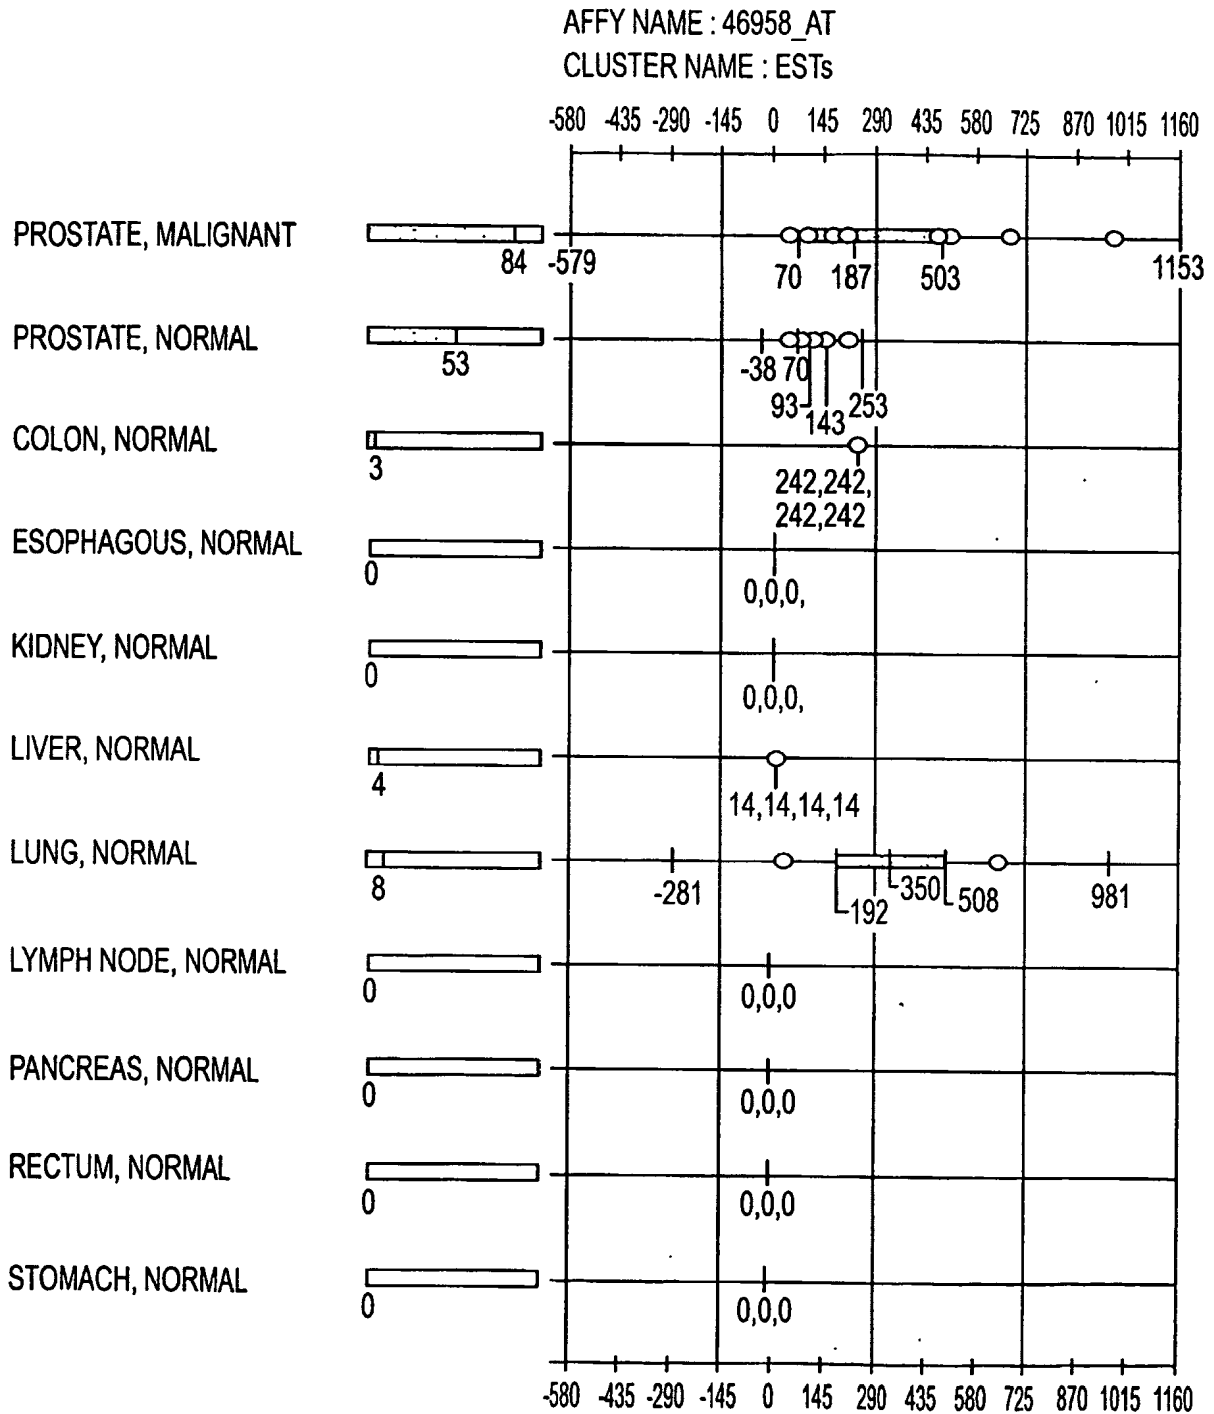 AFFY NAME : 46958_AT
CLUSTER NAME : ESTs
-580 -435 -290 -145 0 145 290 435 580 725 870 1015 1160
PROSTATE, MALIGNANT
84 -579 70 187 503 1153
PROSTATE, NORMAL
53 -38 70
93 253
143
COLON, NORMAL
3
242,242,
242,242
ESOPHAGOUS, NORMAL
0 0,0,0,
KIDNEY, NORMAL
0 0,0,0,
LIVER, NORMAL
4 14,14,14,14
LUNG, NORMAL
8 -281 -192 -350 508 981
LYMPH NODE, NORMAL
0 0,0,0
PANCREAS, NORMAL
0 0,0,0
RECTUM, NORMAL
0 0,0,0
STOMACH, NORMAL
0 0,0,0
-580 -435 -290 -145 0 145 290 435 580 725 870 1015 1160